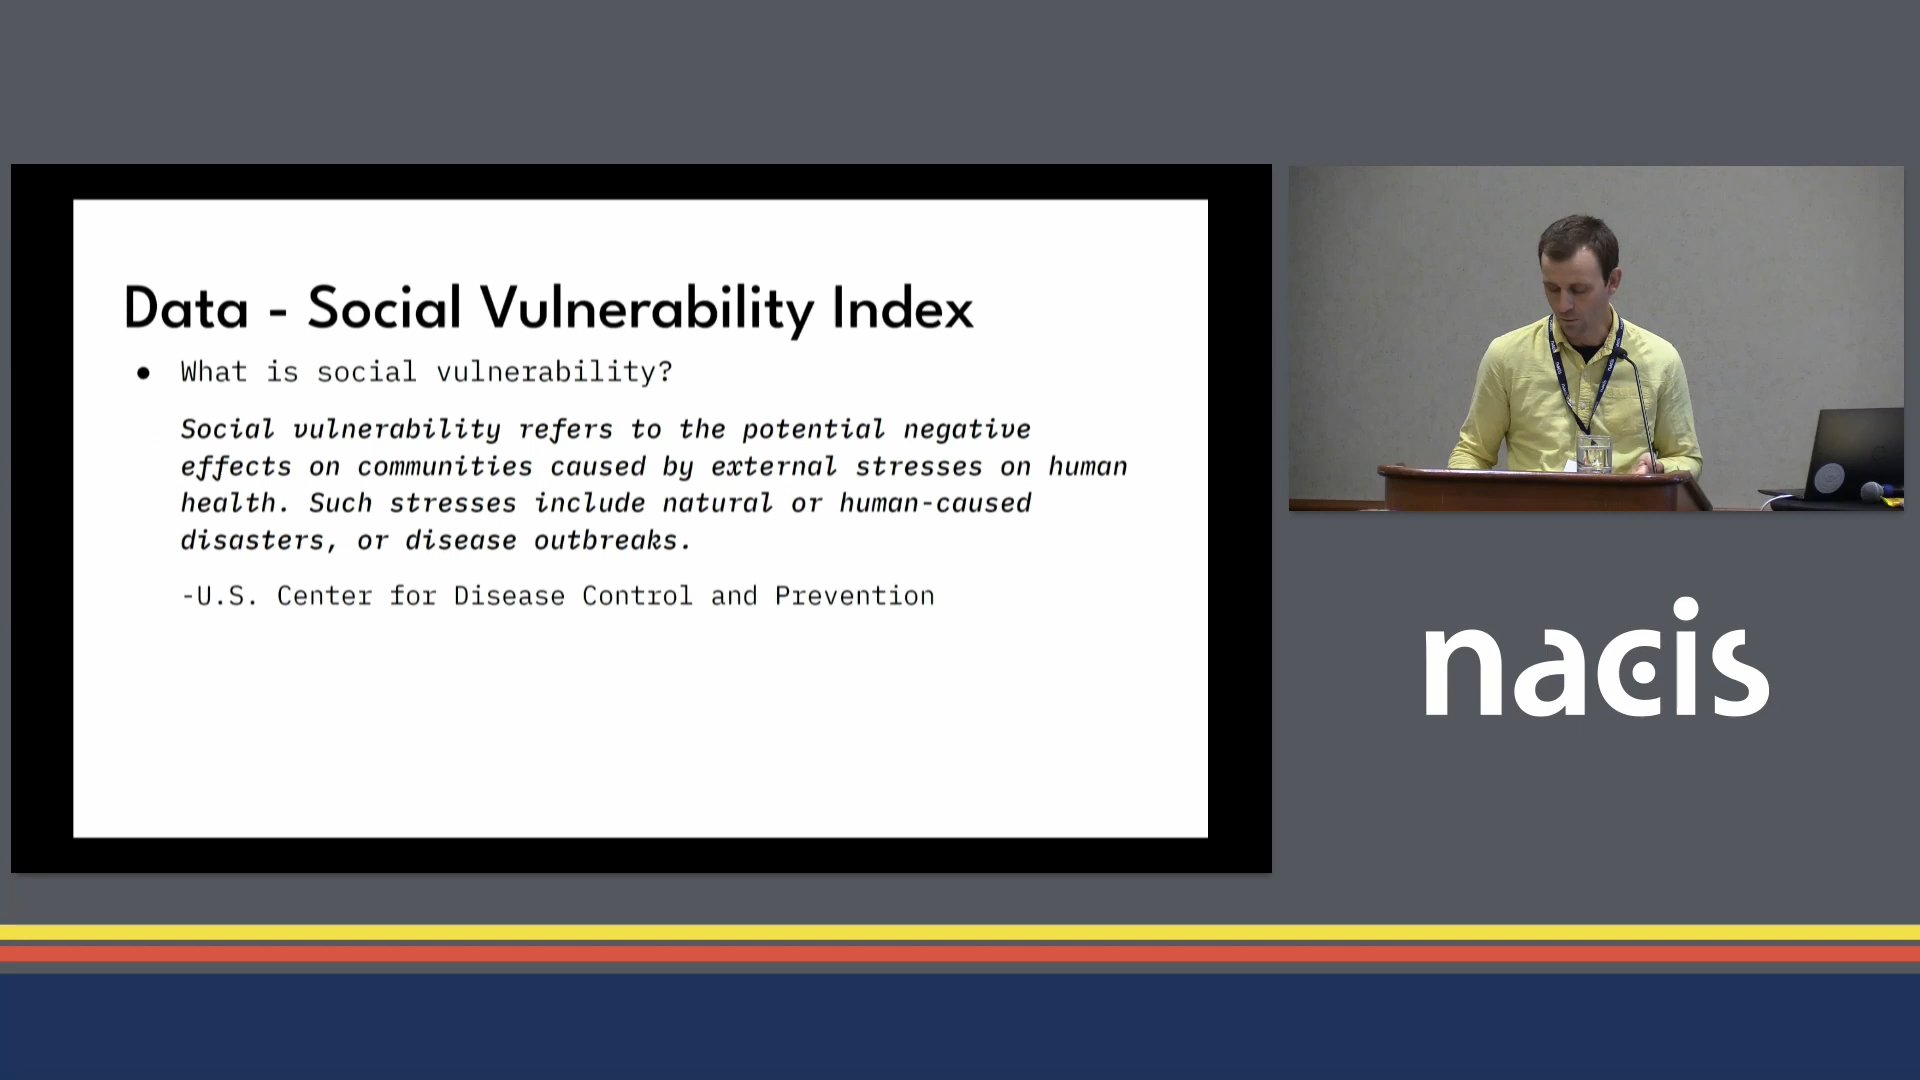 Data - Social Vulnerability Index
● What is social vulnerability?
Social vulnerability refers to the potential negative
effects on communities caused by external stresses on human
health. Such stresses include natural or human-caused
disasters, or disease outbreaks.
-U.S. Center for Disease Control and Prevention
nacis